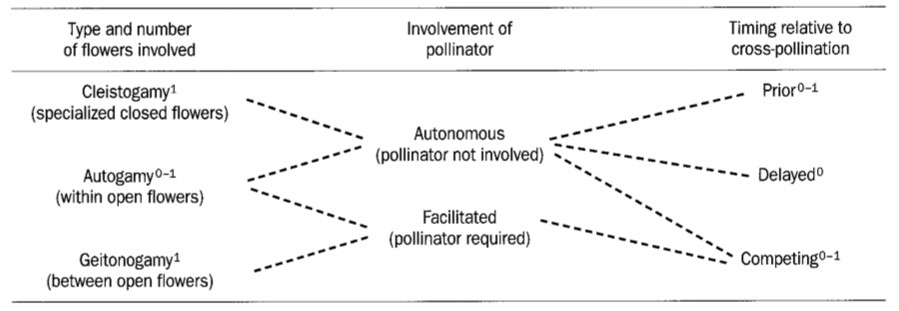 Type and number
of flowers involved
Involvement of
pollinator
Timing relative to
cross-pollination
Cleistogamy¹
(specialized closed flowers)
Autogamy⁰⁻¹
(within open flowers)
Geitonogamy¹
(between open flowers)
Autonomous
(pollinator not involved)
Facilitated
(pollinator required)
Prior⁰⁻¹
Delayed⁰
Competing⁰⁻¹